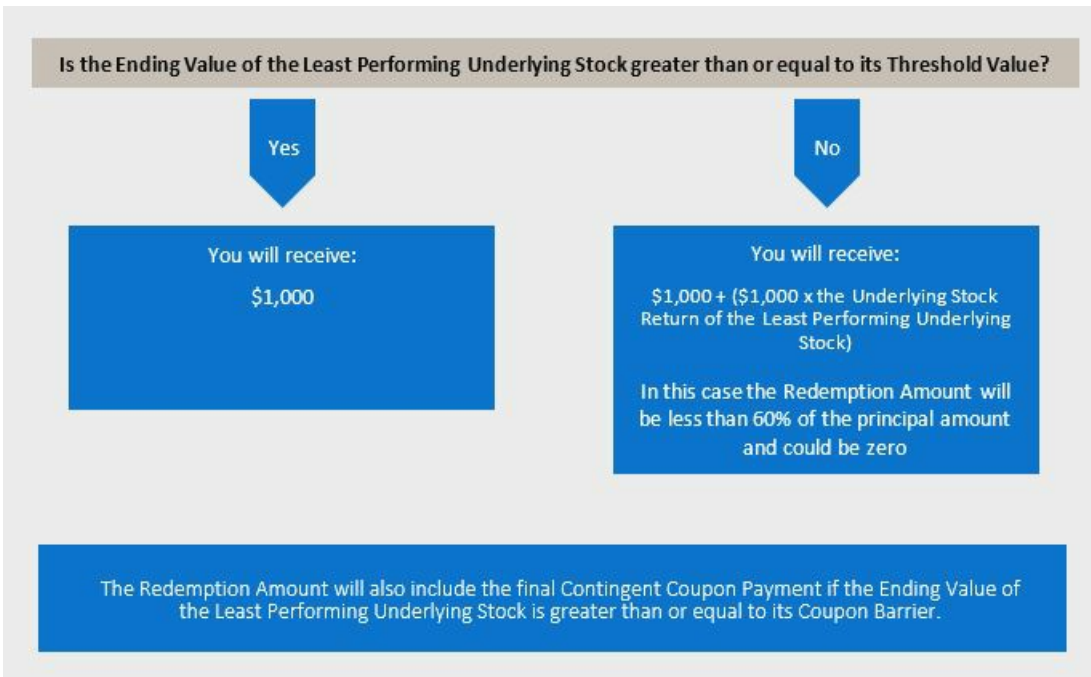 Is the Ending Value of the Least Performing Underlying Stock greater than or equal to its Threshold Value?
Yes
No
You will receive:
$1,000
You will receive:
$1,000 + ($1,000 x the Underlying Stock
Return of the Least Performing Underlying
Stock)
In this case the Redemption Amount will
be less than 60% of the principal amount
and could be zero
The Redemption Amount will also include the final Contingent Coupon Payment if the Ending Value of
the Least Performing Underlying Stock is greater than or equal to its Coupon Barrier.